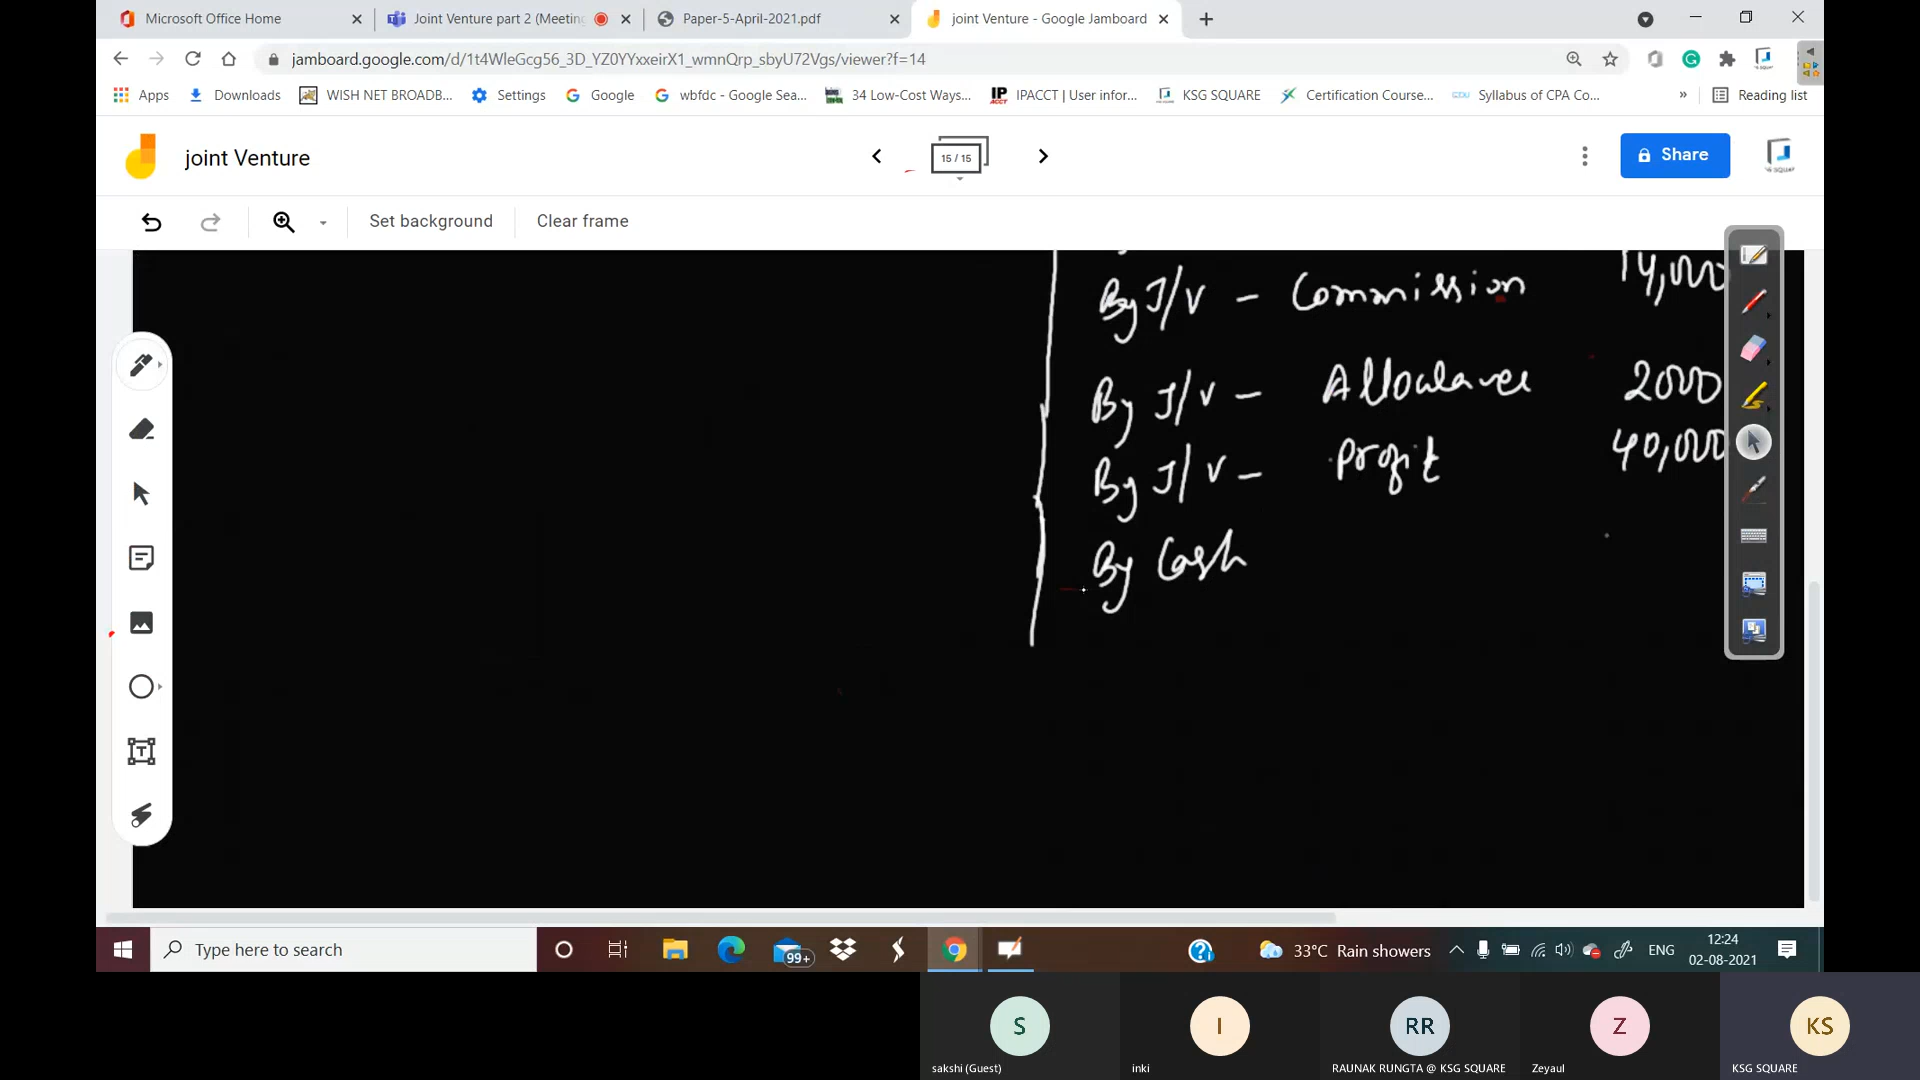 Microsoft Office Home
Joint Venture part 2 (Meetin
Paper-5-April-2021.pdf
joint Venture - Google Jamboard
jamboard.google.com/d/1t4WleGcg56_3D_YZ0YYxxeirX1_wmnQrp_sbyU72Vgs/viewer?f=14
Apps
Downloads
WISH NET BROADB...
Settings
Google
wbfdc - Google Sea...
34 Low-Cost Ways...
IPACCT | User infor...
KSG SQUARE
Certification Course...
Syllabus of CPA Co...
»
Reading list
joint Venture
15 / 15
Share
Set background
Clear frame
By J/V - Commission 14,000
By J/V - Allowances 2000
By J/V - Profit 40,000
By Cash
Type here to search
99+
33°C Rain showers
ENG
12:24
02-08-2021
S
I
RR
Z
KS
sakshi (Guest)
inki
RAUNAK RUNGTA @ KSG SQUARE
Zeyaul
KSG SQUARE